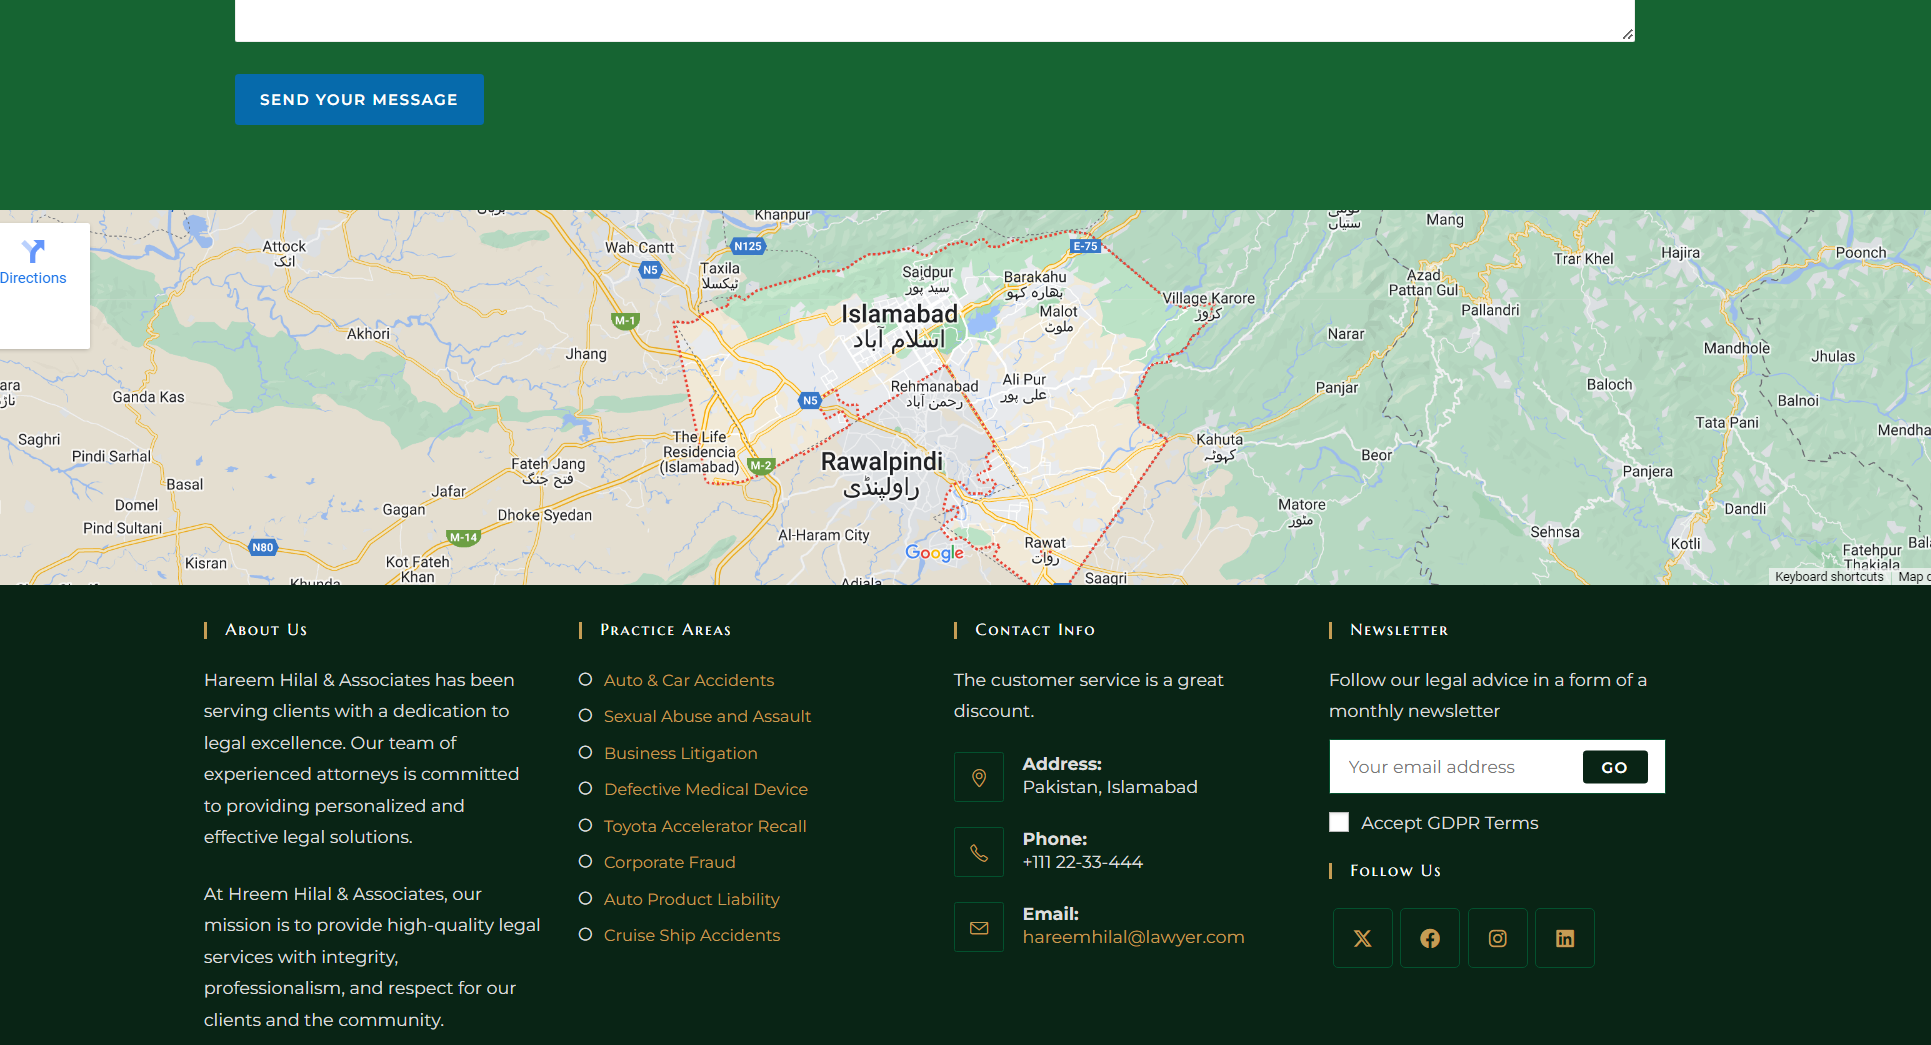 SEND YOUR MESSAGE
Directions
Khanpur
Attock
اٹک
Wah Cantt
N125
E-75
N5
Taxila
ٹیکسلا
Saidpur
سید پور
Barakahu
بھارہ کہو
Mang
Hajira
Poonch
Trar Khel
Azad
Pattan Gul
Village Karore
کروڑ
Pallandri
M-1
Islamabad
اسلام آباد
Malot
ملوٹ
Akhori
Narar
Jhang
Mandhole
Jhulas
Rehmanabad
رحمن آباد
Ali Pur
علی پور
Panjar
Baloch
Balnoi
ara
Ganda Kas
N5
Tata Pani
Mendha
Saghri
The Life
Residencia
(Islamabad)
M-2
Kahuta
کہوٹہ
Pindi Sarhal
Fateh Jang
فتح جنگ
Rawalpindi
راولپنڈی
Beor
Panjera
Basal
Jafar
Domel
Gagan
Dhoke Syedan
Matore
مٹور
Dandli
Pind Sultani
M-14
Al-Haram City
Sehnsa
Kotli
N80
Kisran
Kot Fateh
Khan
Google
Rawat
روات
Fatehpur
Thakiala
Bala
Khunda
Adiala
Saagri
Keyboard shortcuts
Map d
About Us
Hareem Hilal & Associates has been
serving clients with a dedication to
legal excellence. Our team of
experienced attorneys is committed
to providing personalized and
effective legal solutions.
At Hreem Hilal & Associates, our
mission is to provide high-quality legal
services with integrity,
professionalism, and respect for our
clients and the community.
Practice Areas
Auto & Car Accidents
Sexual Abuse and Assault
Business Litigation
Defective Medical Device
Toyota Accelerator Recall
Corporate Fraud
Auto Product Liability
Cruise Ship Accidents
Contact Info
The customer service is a great
discount.
Address:
Pakistan, Islamabad
Phone:
+111 22-33-444
Email:
hareemhilal@lawyer.com
Newsletter
Follow our legal advice in a form of a
monthly newsletter
Your email address
GO
Accept GDPR Terms
Follow Us